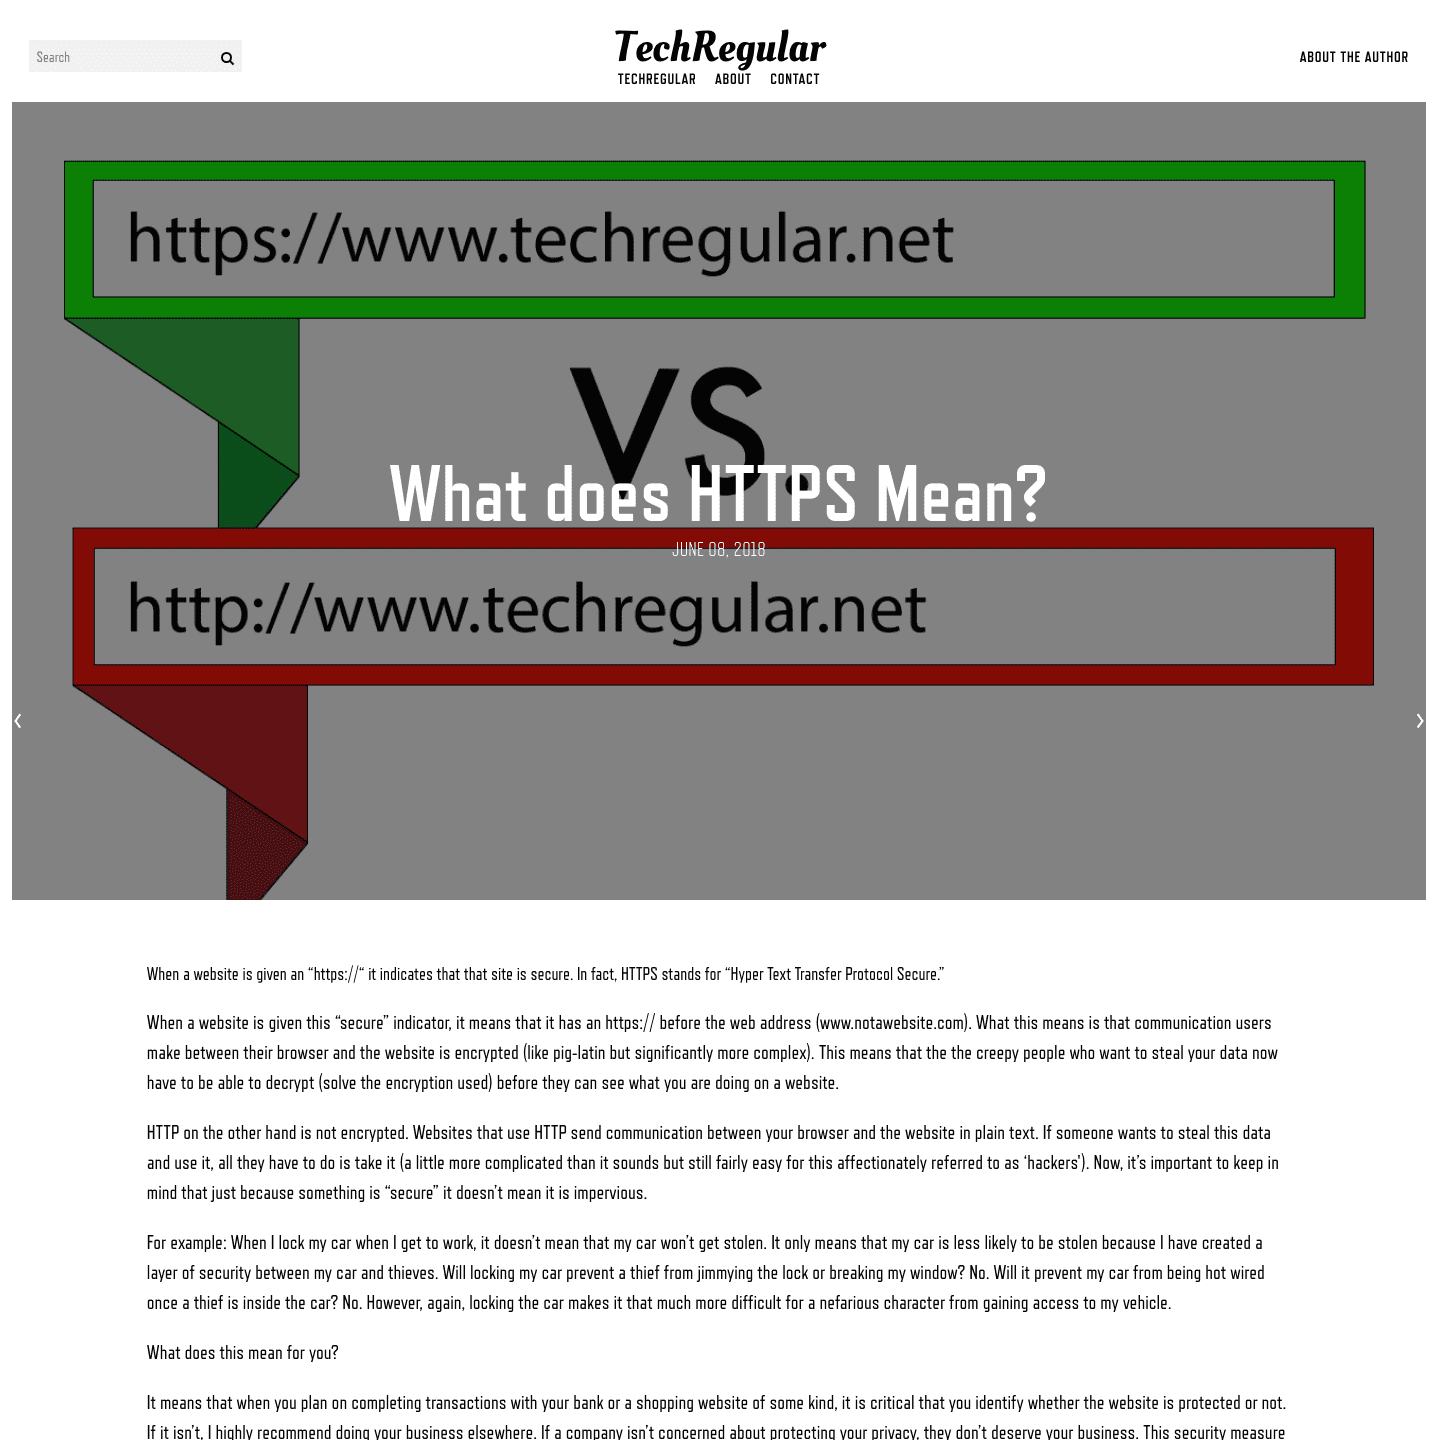 Search
TechRegular
TECHREGULAR ABOUT CONTACT
ABOUT THE AUTHOR
https://www.techregular.net
VS.
What does HTTPS Mean?
JUNE 08, 2018
http://www.techregular.net
When a website is given an “https://“ it indicates that that site is secure. In fact, HTTPS stands for “Hyper Text Transfer Protocol Secure.”
When a website is given this “secure” indicator, it means that it has an https:// before the web address (www.notawebsite.com). What this means is that communication users
make between their browser and the website is encrypted (like pig-latin but significantly more complex). This means that the the creepy people who want to steal your data now
have to be able to decrypt (solve the encryption used) before they can see what you are doing on a website.
HTTP on the other hand is not encrypted. Websites that use HTTP send communication between your browser and the website in plain text. If someone wants to steal this data
and use it, all they have to do is take it (a little more complicated than it sounds but still fairly easy for this affectionately referred to as ‘hackers'). Now, it’s important to keep in
mind that just because something is “secure” it doesn’t mean it is impervious.
For example: When I lock my car when I get to work, it doesn’t mean that my car won’t get stolen. It only means that my car is less likely to be stolen because I have created a
layer of security between my car and thieves. Will locking my car prevent a thief from jimmying the lock or breaking my window? No. Will it prevent my car from being hot wired
once a thief is inside the car? No. However, again, locking the car makes it that much more difficult for a nefarious character from gaining access to my vehicle.
What does this mean for you?
It means that when you plan on completing transactions with your bank or a shopping website of some kind, it is critical that you identify whether the website is protected or not.
If it isn’t, I highly recommend doing your business elsewhere. If a company isn’t concerned about protecting your privacy, they don’t deserve your business. This security measure